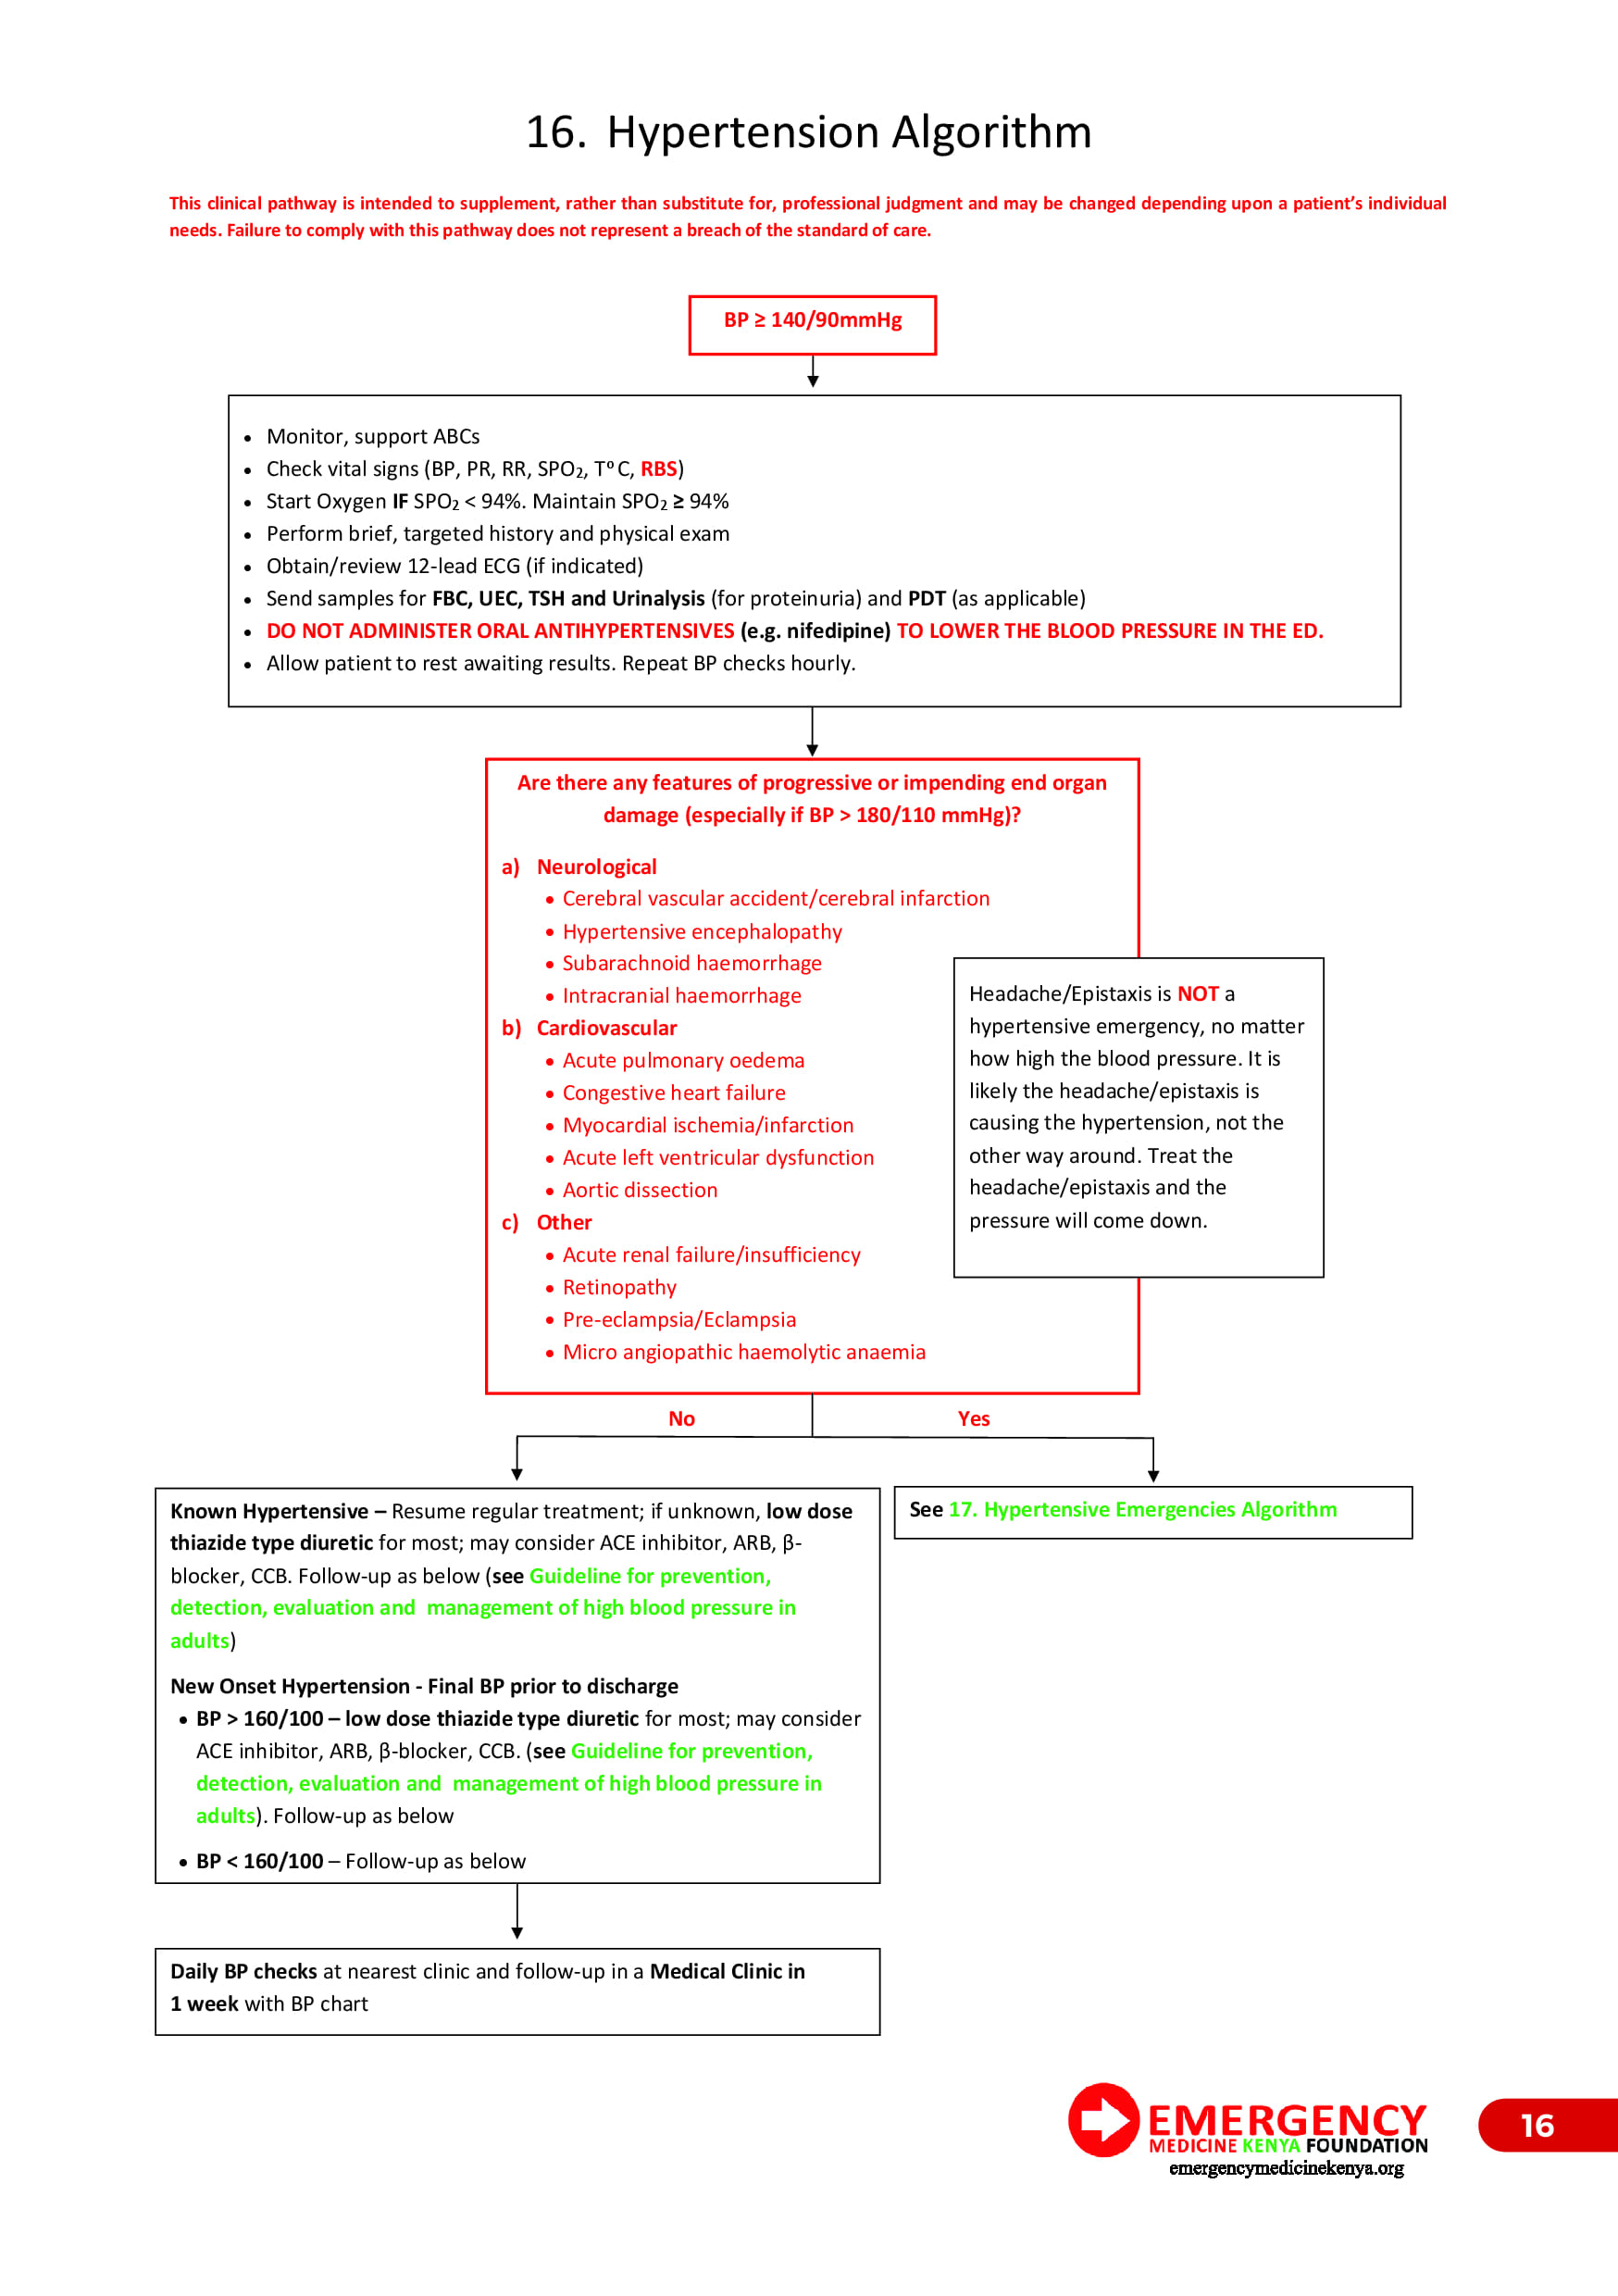 16. Hypertension Algorithm
This clinical pathway is intended to supplement, rather than substitute for, professional judgment and may be changed depending upon a patient’s individual
needs. Failure to comply with this pathway does not represent a breach of the standard of care.
BP ≥ 140/90mmHg
• Monitor, support ABCs
• Check vital signs (BP, PR, RR, SPO₂, T⁰ C, RBS)
• Start Oxygen IF SPO₂ < 94%. Maintain SPO₂ ≥ 94%
• Perform brief, targeted history and physical exam
• Obtain/review 12-lead ECG (if indicated)
• Send samples for FBC, UEC, TSH and Urinalysis (for proteinuria) and PDT (as applicable)
• DO NOT ADMINISTER ORAL ANTIHYPERTENSIVES (e.g. nifedipine) TO LOWER THE BLOOD PRESSURE IN THE ED.
• Allow patient to rest awaiting results. Repeat BP checks hourly.
Are there any features of progressive or impending end organ
damage (especially if BP > 180/110 mmHg)?
a) Neurological
• Cerebral vascular accident/cerebral infarction
• Hypertensive encephalopathy
• Subarachnoid haemorrhage
• Intracranial haemorrhage
b) Cardiovascular
• Acute pulmonary oedema
• Congestive heart failure
• Myocardial ischemia/infarction
• Acute left ventricular dysfunction
• Aortic dissection
c) Other
• Acute renal failure/insufficiency
• Retinopathy
• Pre-eclampsia/Eclampsia
• Micro angiopathic haemolytic anaemia
Headache/Epistaxis is NOT a
hypertensive emergency, no matter
how high the blood pressure. It is
likely the headache/epistaxis is
causing the hypertension, not the
other way around. Treat the
headache/epistaxis and the
pressure will come down.
No
Yes
Known Hypertensive – Resume regular treatment; if unknown, low dose
thiazide type diuretic for most; may consider ACE inhibitor, ARB, β-
blocker, CCB. Follow-up as below (see Guideline for prevention,
detection, evaluation and management of high blood pressure in
adults)
New Onset Hypertension - Final BP prior to discharge
• BP > 160/100 – low dose thiazide type diuretic for most; may consider
ACE inhibitor, ARB, β-blocker, CCB. (see Guideline for prevention,
detection, evaluation and management of high blood pressure in
adults). Follow-up as below
• BP < 160/100 – Follow-up as below
See 17. Hypertensive Emergencies Algorithm
Daily BP checks at nearest clinic and follow-up in a Medical Clinic in
1 week with BP chart
EMERGENCY
MEDICINE KENYA FOUNDATION
emergencymedicinekenya.org
16